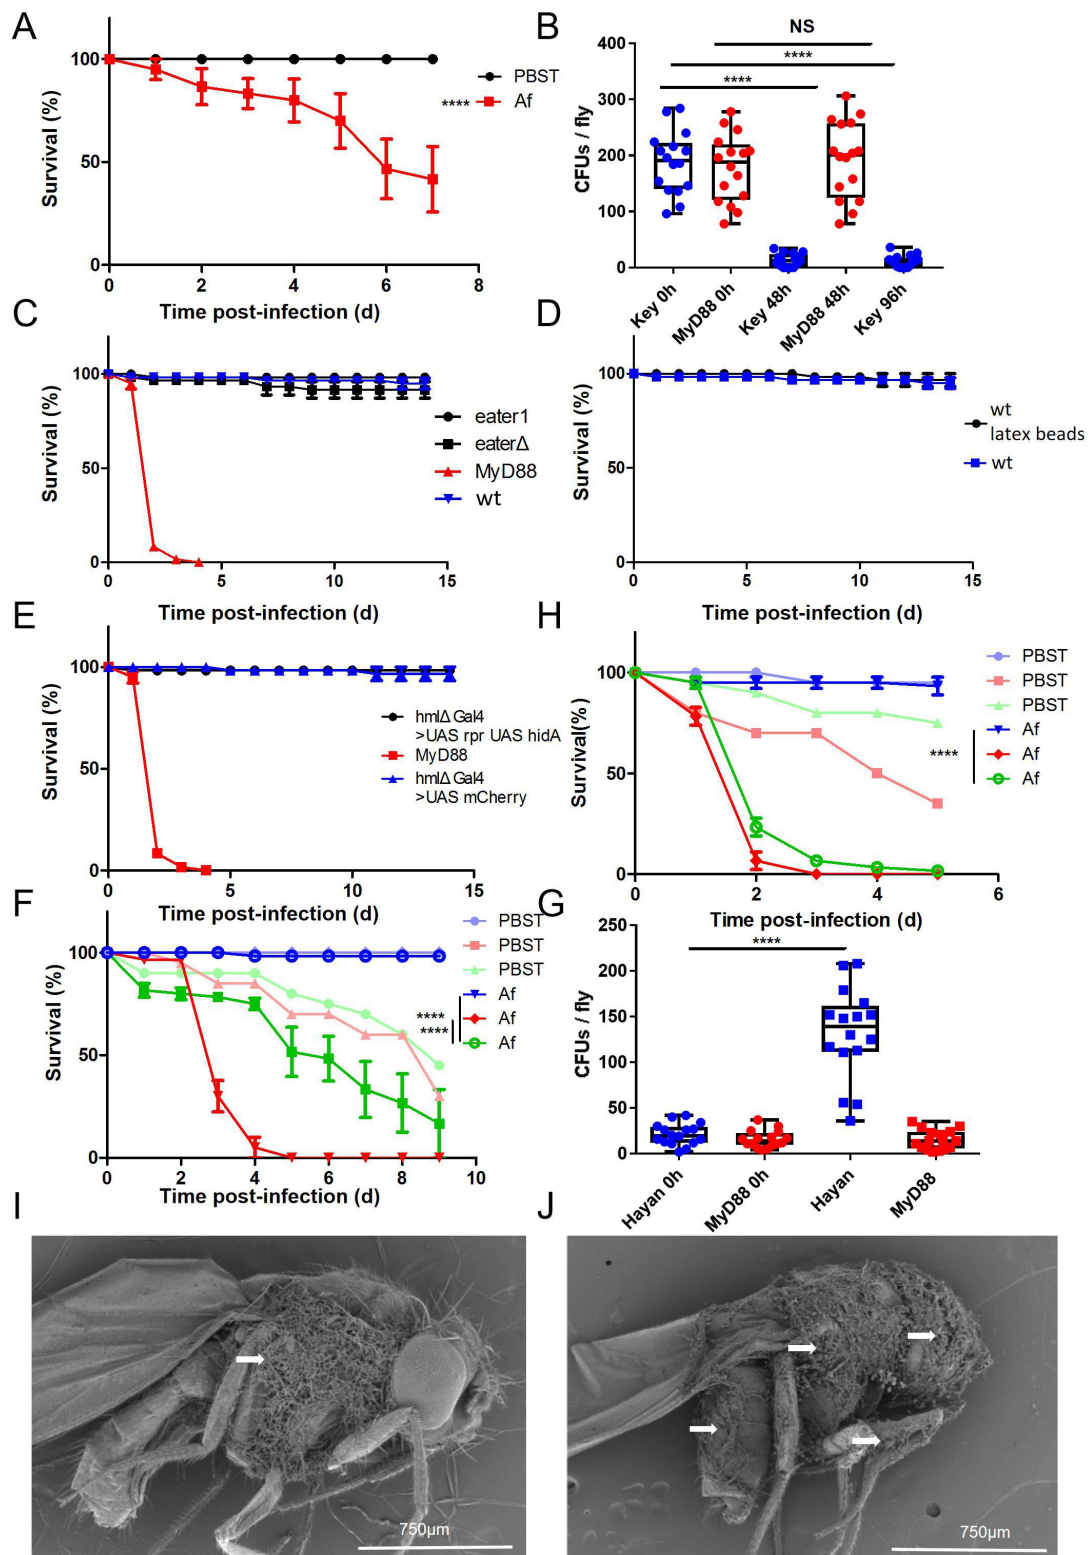 A
100
50
0
Survival (%)
0 2 4 6 8
Time post-infection (d)
PBST
**** Af
B
NS
****
****
400
300
200
100
0
CFUs / fly
Key 0h
MyD88 0h
Key 48h
MyD88 48h
Key 96h
C
100
50
0
Survival (%)
0 5 10 15
Time post-infection (d)
eater1
eaterΔ
MyD88
wt
D
100
50
0
Survival (%)
0 5 10 15
Time post-infection (d)
wt
latex beads
wt
E
100
50
0
Survival (%)
0 5 10 15
Time post-infection (d)
hmlΔ Gal4
>UAS rpr UAS hidA
MyD88
hmlΔ Gal4
>UAS mCherry
H
100
50
0
Survival(%)
0 2 4 6
Time post-infection (d)
PBST
PBST
PBST
Af
**** Af
Af
F
100
50
0
Survival (%)
0 2 4 6 8 10
Time post-infection (d)
PBST
PBST
PBST
Af
**** Af
**** Af
G
****
250
200
150
100
50
0
CFUs / fly
Hayan 0h
MyD88 0h
Hayan
MyD88
I
750μm
J
750μm